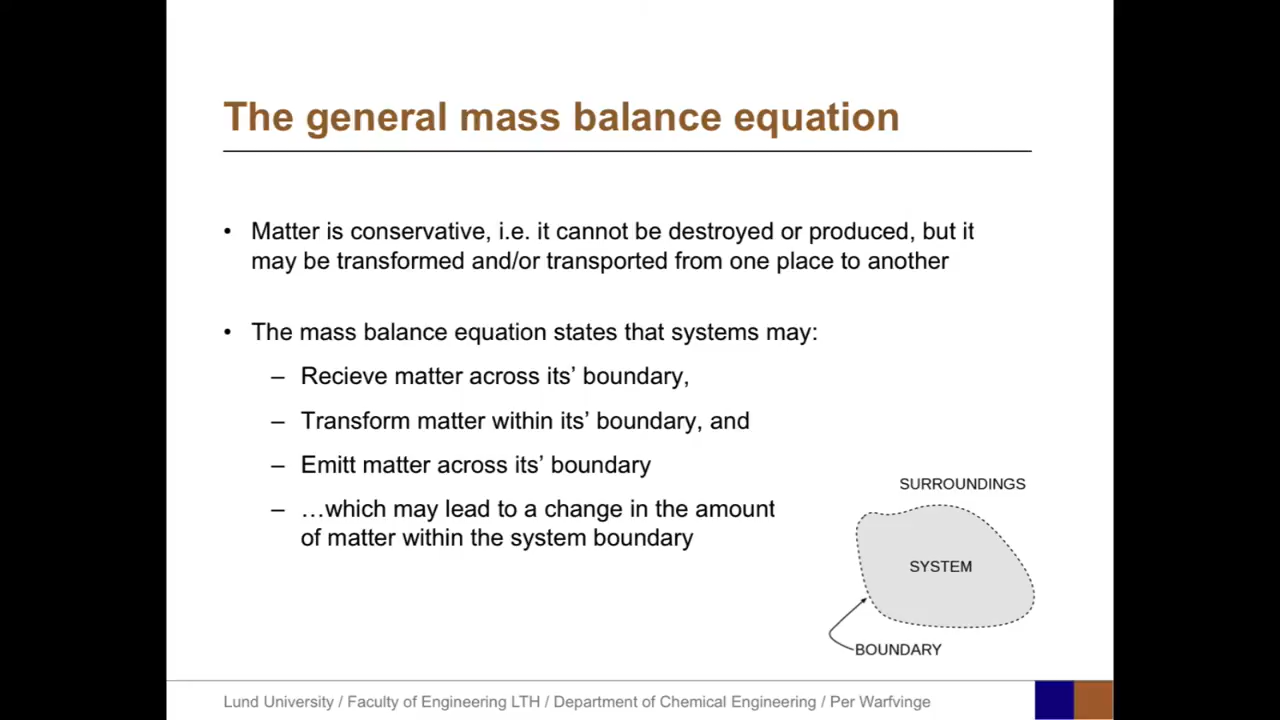 The general mass balance equation
• Matter is conservative, i.e. it cannot be destroyed or produced, but it
may be transformed and/or transported from one place to another
• The mass balance equation states that systems may:
– Recieve matter across its’ boundary,
– Transform matter within its’ boundary, and
– Emitt matter across its’ boundary
– …which may lead to a change in the amount
of matter within the system boundary
SURROUNDINGS
SYSTEM
BOUNDARY
Lund University / Faculty of Engineering LTH / Department of Chemical Engineering / Per Warfvinge